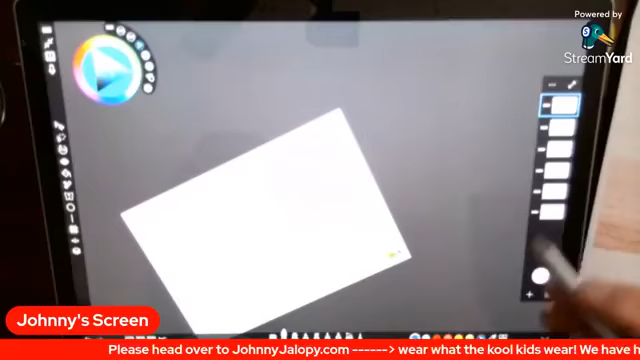 Powered by
StreamYard
Johnny's Screen
Please head over to JohnnyJalopy.com ------> wear what the kool kids wear! We have h